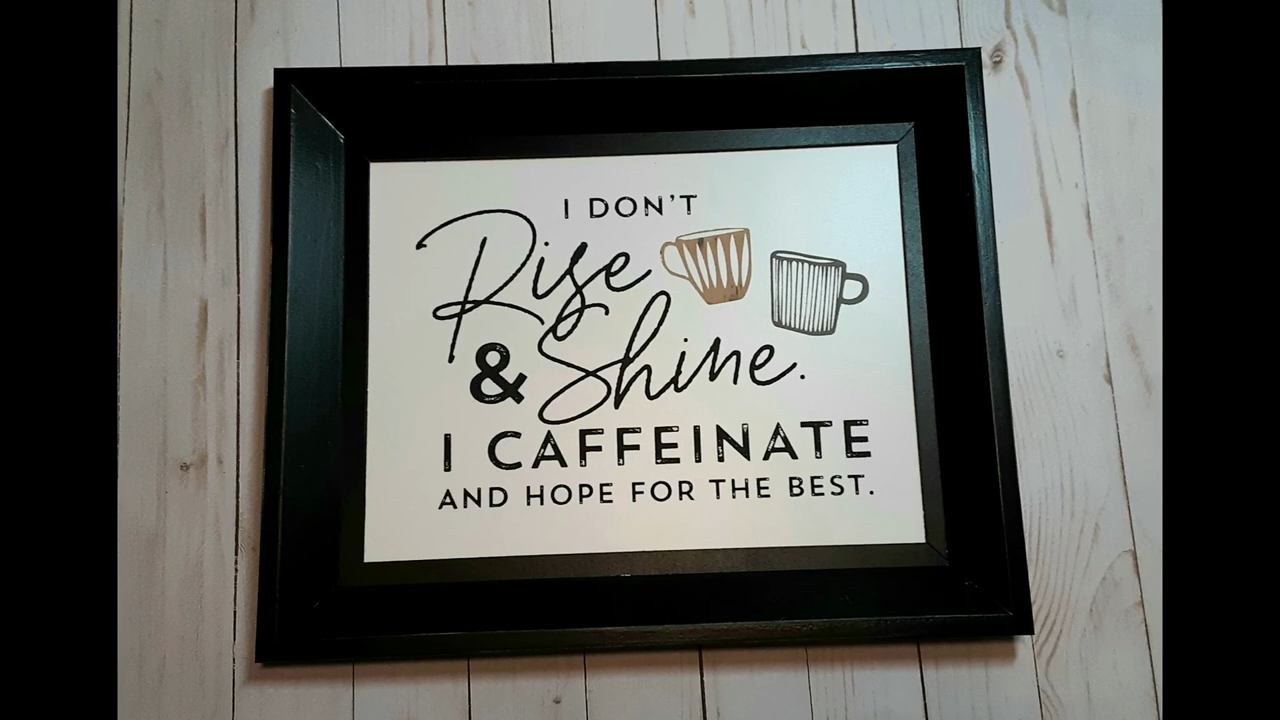 I DON'T
Rise
& Shine.
I CAFFEINATE
AND HOPE FOR THE BEST.